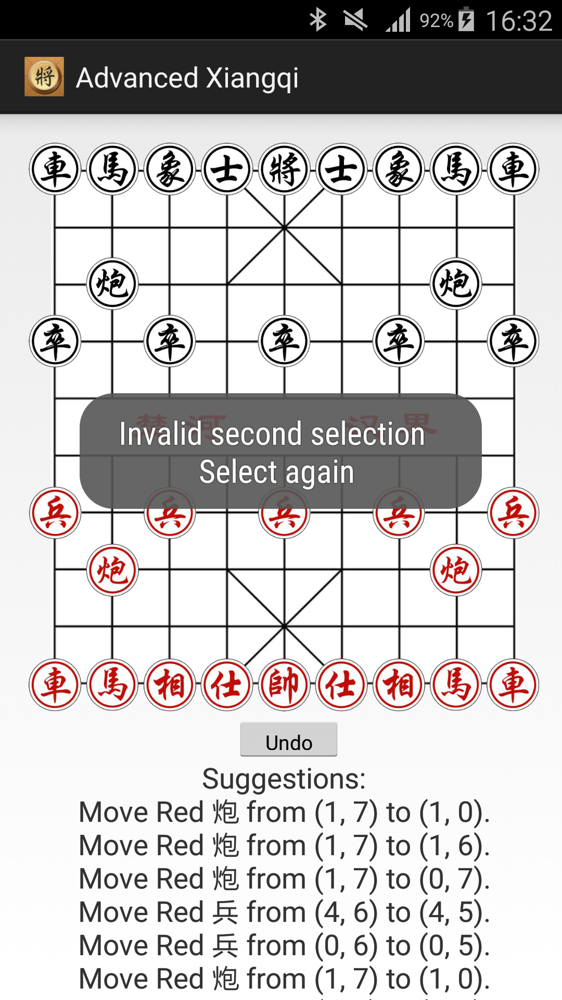 92% 16:32
將 Advanced Xiangqi
車 馬 象 士 將 士 象 馬 車
炮 炮
卒 卒 卒 卒 卒
楚 河 汉 界
Invalid second selection
Select again
兵 兵 兵 兵 兵
炮 炮
車 馬 相 仕 帥 仕 相 馬 車
Undo
Suggestions:
Move Red 炮 from (1, 7) to (1, 0).
Move Red 炮 from (1, 7) to (1, 6).
Move Red 炮 from (1, 7) to (0, 7).
Move Red 兵 from (4, 6) to (4, 5).
Move Red 兵 from (0, 6) to (0, 5).
Move Red 炮 from (1, 7) to (1, 0).